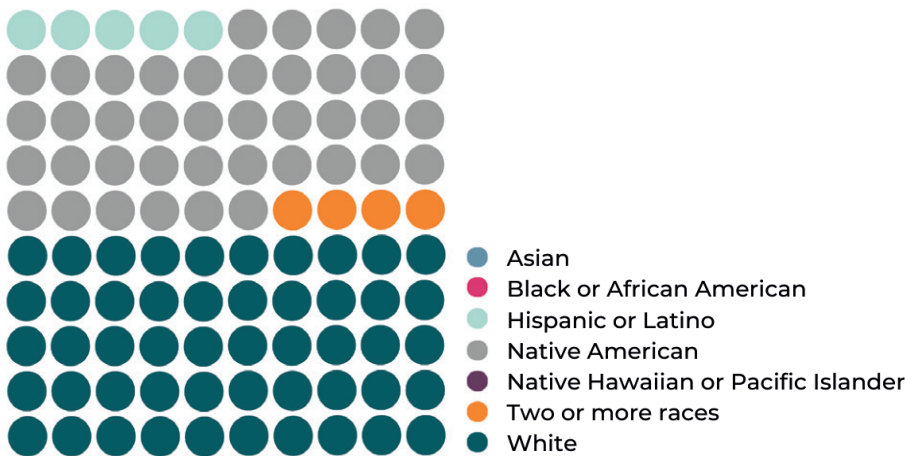 Asian
Black or African American
Hispanic or Latino
Native American
Native Hawaiian or Pacific Islander
Two or more races
White